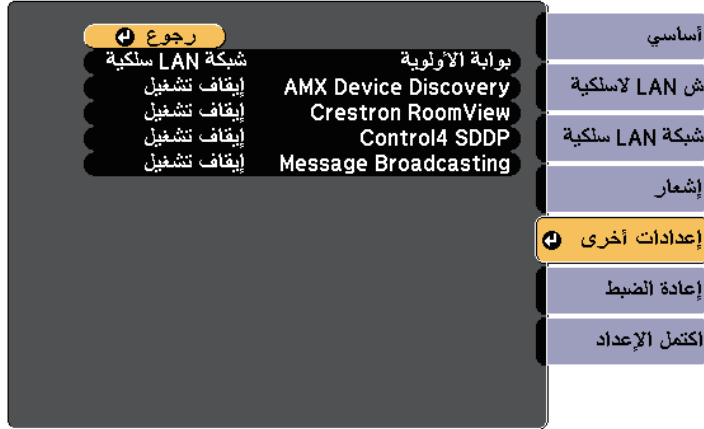 أساسي
ش LAN لاسلكية
شبكة LAN سلكية
إشعار
إعدادات أخرى
إعادة الضبط
اكتمل الإعداد
رجوع
بوابة الأولوية شبكة LAN سلكية
AMX Device Discovery إيقاف تشغيل
Crestron RoomView إيقاف تشغيل
Control4 SDDP إيقاف تشغيل
Message Broadcasting إيقاف تشغيل